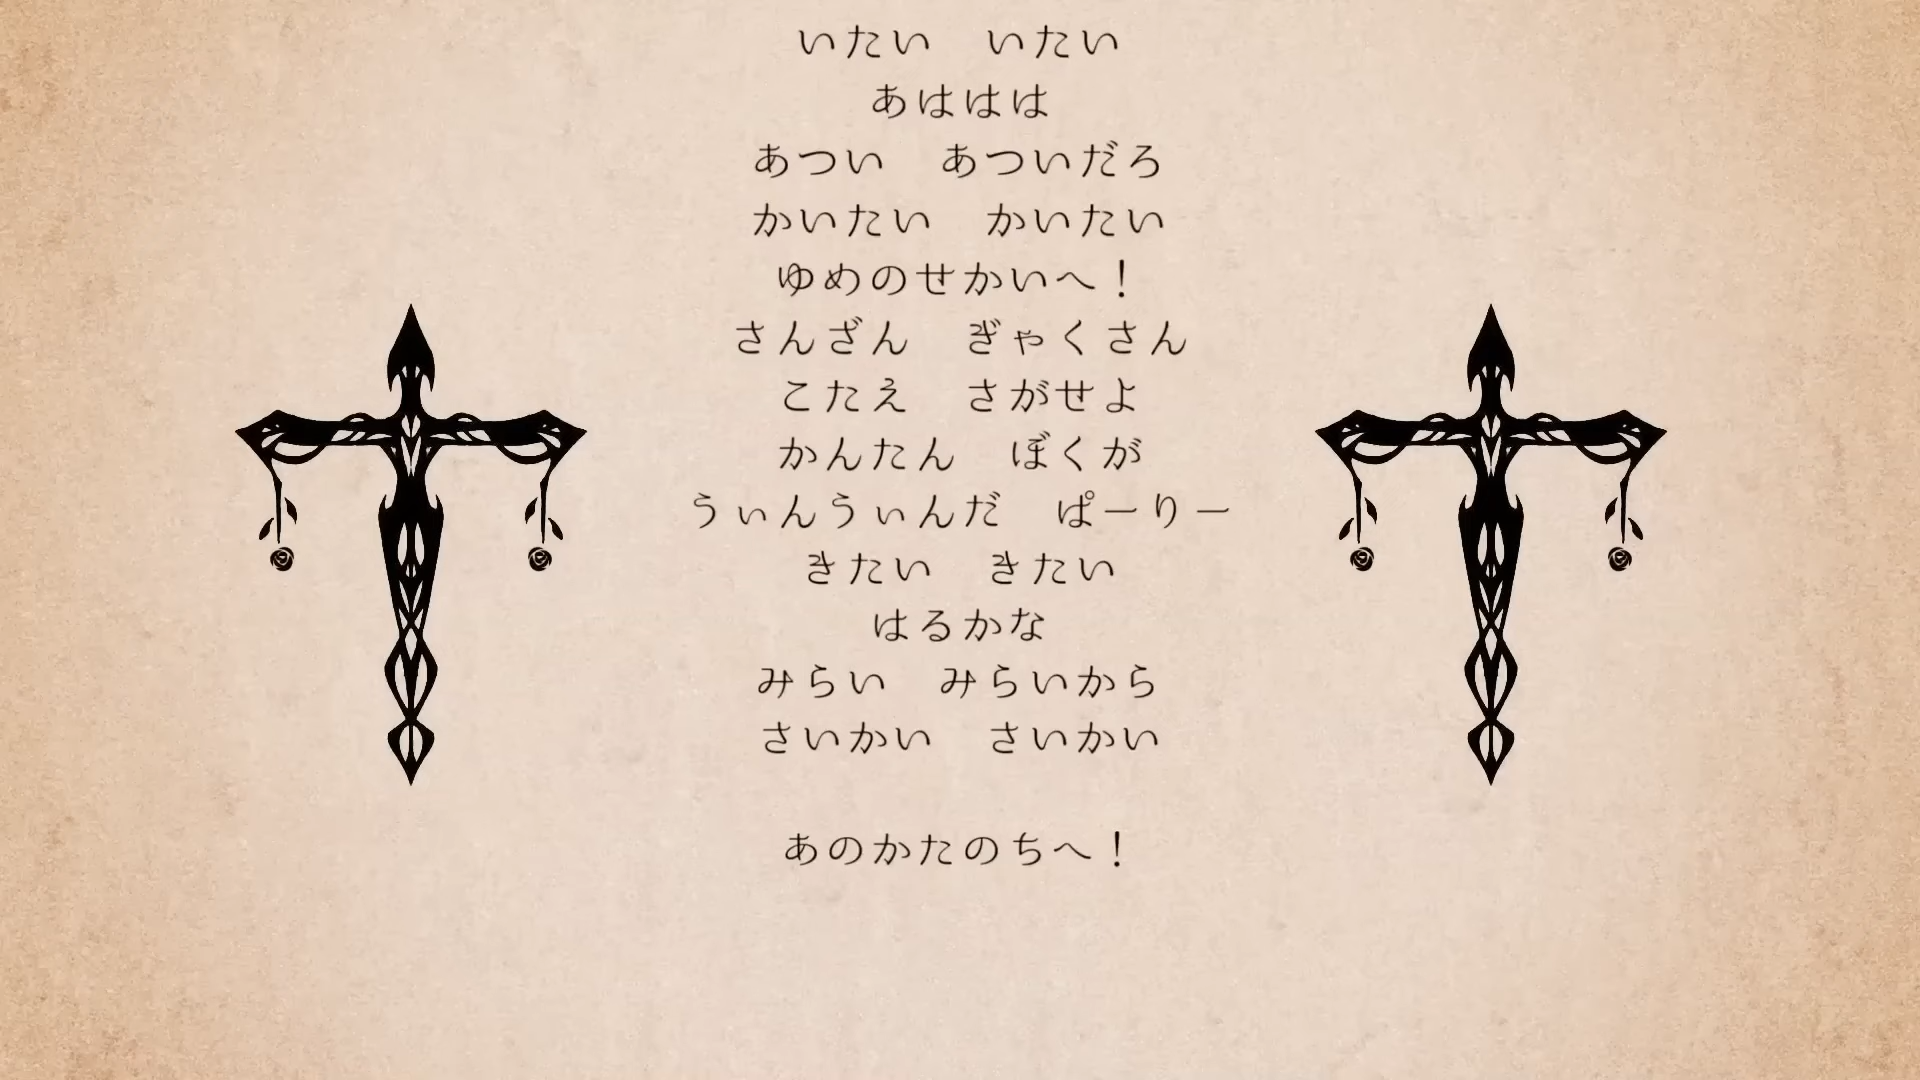 いたい　いたい
あははは
あつい　あついだろ
かいたい　かいたい
ゆめのせかいへ！
さんざん　ぎゃくさん
こたえ　さがせよ
かんたん　ぼくが
うぃんうぃんだ　ぱーりー
きたい　きたい
はるかな
みらい　みらいから
さいかい　さいかい
あのかたのちへ！